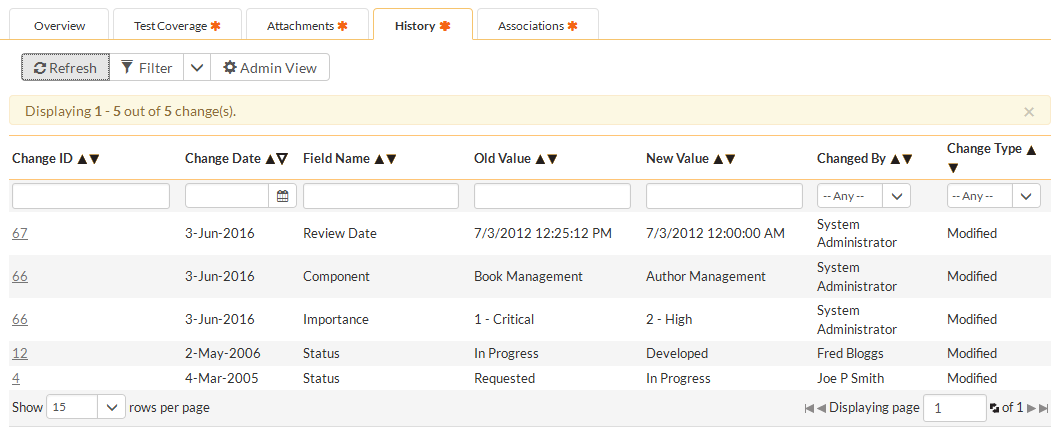 Overview Test Coverage ✱ Attachments ✱ History ✱ Associations ✱
Refresh Filter Admin View
Displaying 1 - 5 out of 5 change(s). ×
Change ID ▲▼ Change Date ▲▽ Field Name ▲▼ Old Value ▲▼ New Value ▲▼ Changed By ▲▼ Change Type ▲▼
-- Any -- -- Any --
67 3-Jun-2016 Review Date 7/3/2012 12:25:12 PM 7/3/2012 12:00:00 AM System Administrator Modified
66 3-Jun-2016 Component Book Management Author Management System Administrator Modified
66 3-Jun-2016 Importance 1 - Critical 2 - High System Administrator Modified
12 2-May-2006 Status In Progress Developed Fred Bloggs Modified
4 4-Mar-2005 Status Requested In Progress Joe P Smith Modified
Show 15 rows per page Displaying page 1 of 1